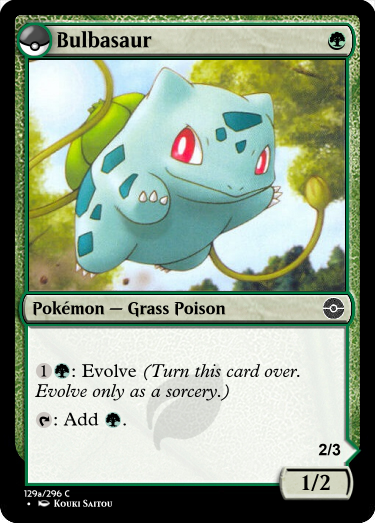 Bulbasaur
Pokémon — Grass Poison
1: Evolve (Turn this card over.
Evolve only as a sorcery.)
: Add .
2/3
1/2
129a/296 C
• Kouki Saitou